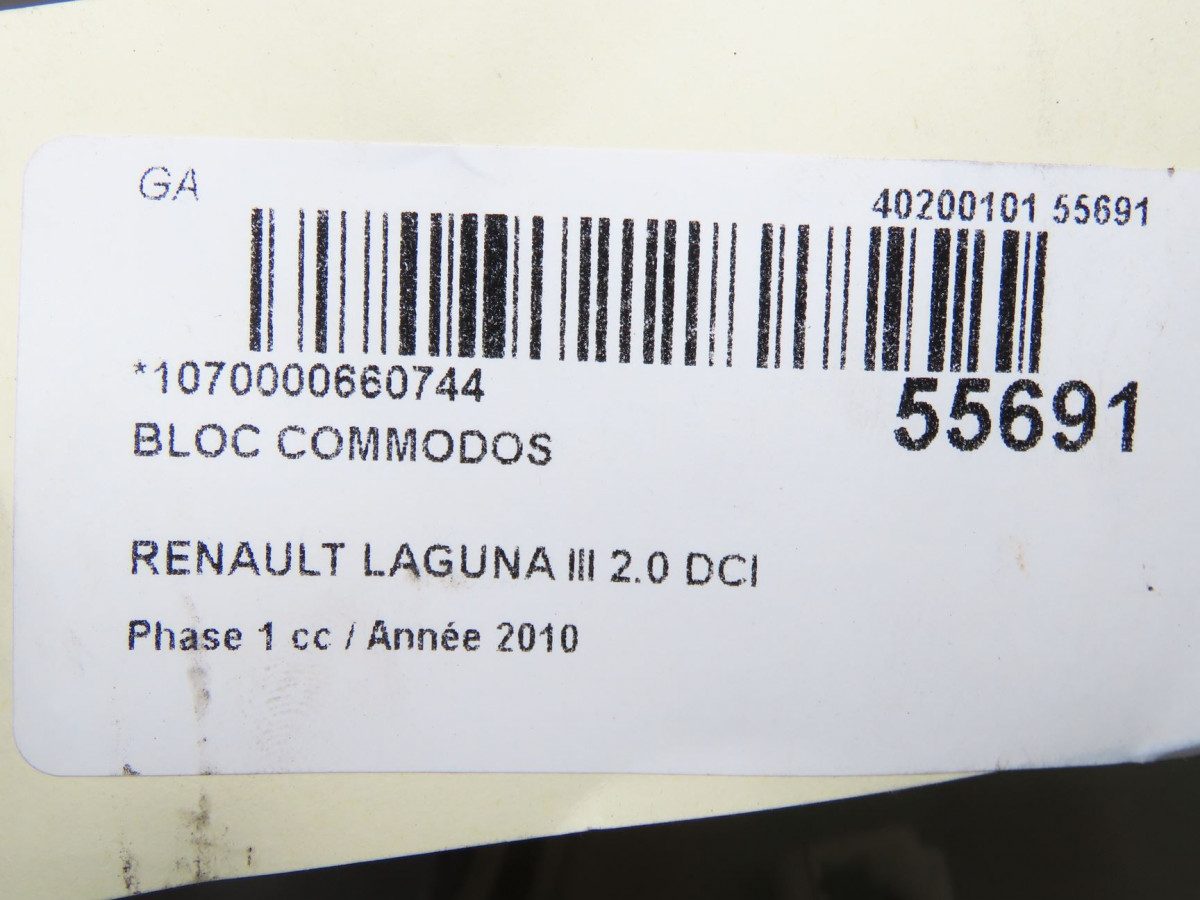 GA
40200101 55691
*1070000660744
55691
BLOC COMMODOS
RENAULT LAGUNA III 2.0 DCI
Phase 1 cc / Année 2010